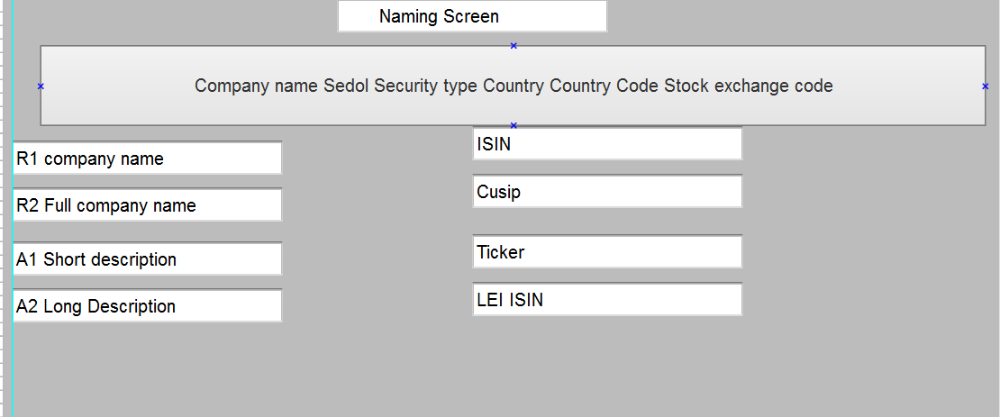 Naming Screen
Company name Sedol Security type Country Country Code Stock exchange code
R1 company name
R2 Full company name
A1 Short description
A2 Long Description
ISIN
Cusip
Ticker
LEI ISIN